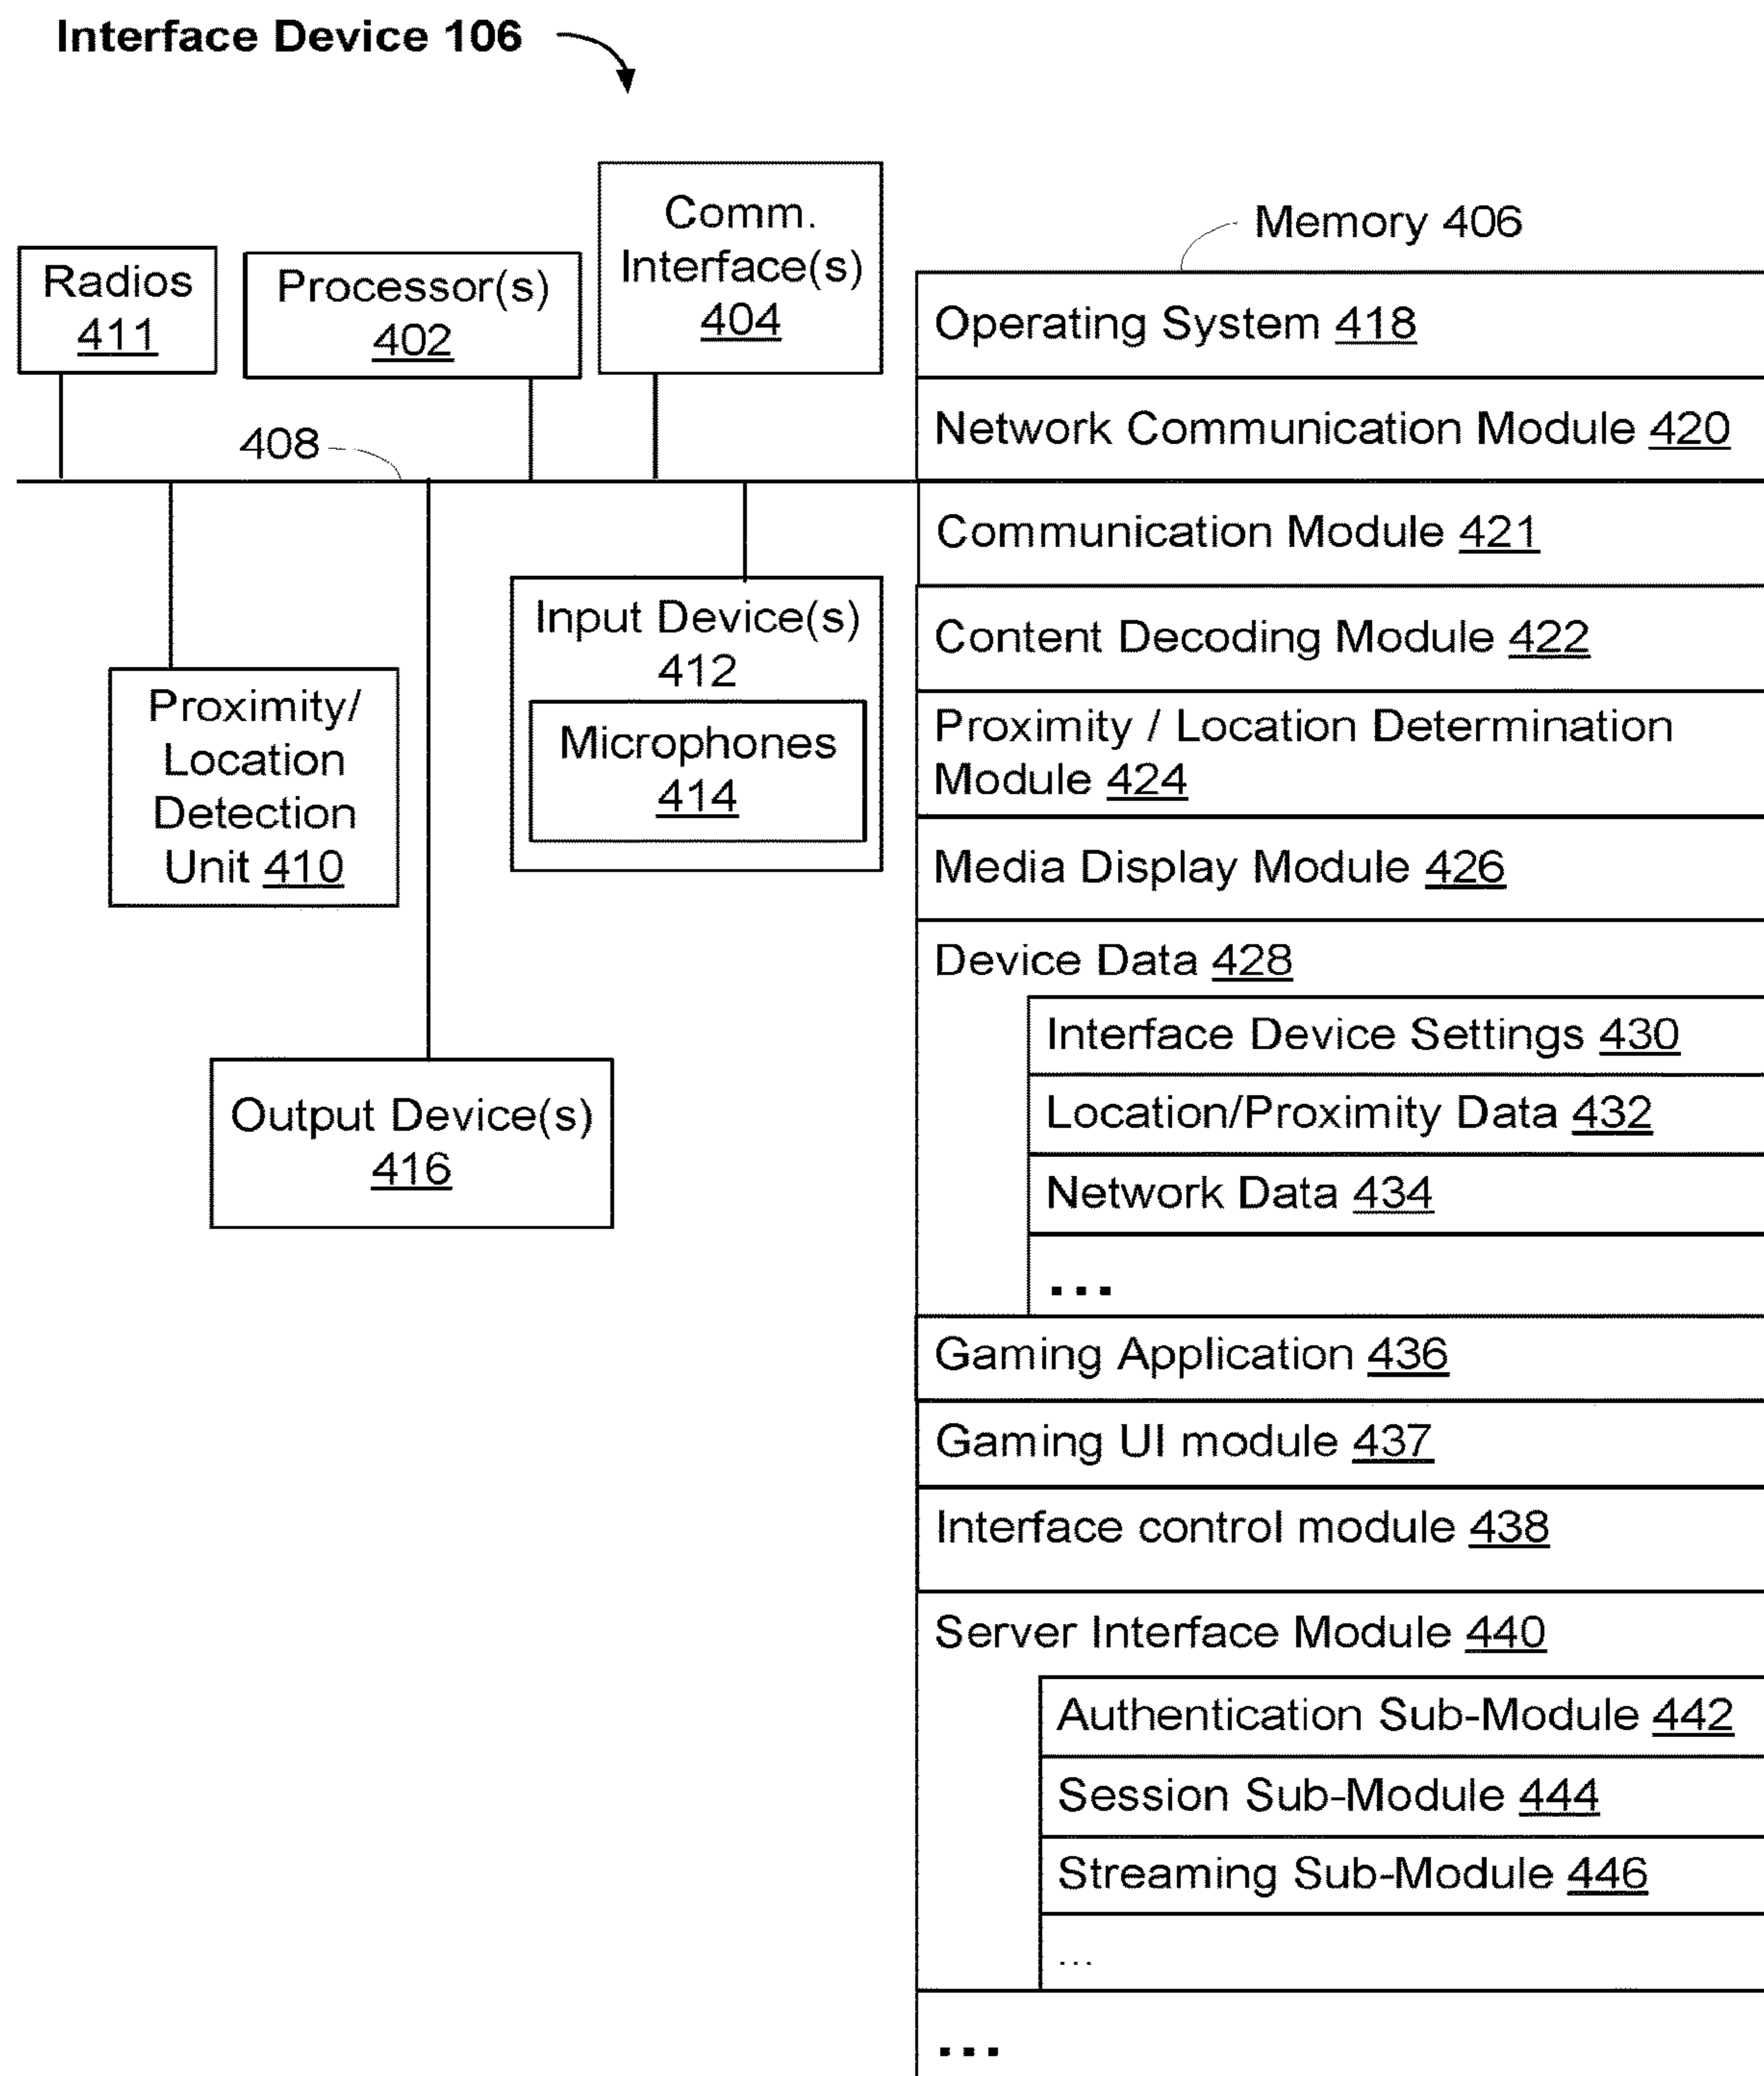 Interface Device 106
Radios
411
Processor(s)
402
Comm.
Interface(s)
404
408
Proximity/
Location
Detection
Unit 410
Input Device(s)
412
Microphones
414
Output Device(s)
416
Memory 406
Operating System 418
Network Communication Module 420
Communication Module 421
Content Decoding Module 422
Proximity / Location Determination
Module 424
Media Display Module 426
Device Data 428
Interface Device Settings 430
Location/Proximity Data 432
Network Data 434
...
Gaming Application 436
Gaming UI module 437
Interface control module 438
Server Interface Module 440
Authentication Sub-Module 442
Session Sub-Module 444
Streaming Sub-Module 446
...
...